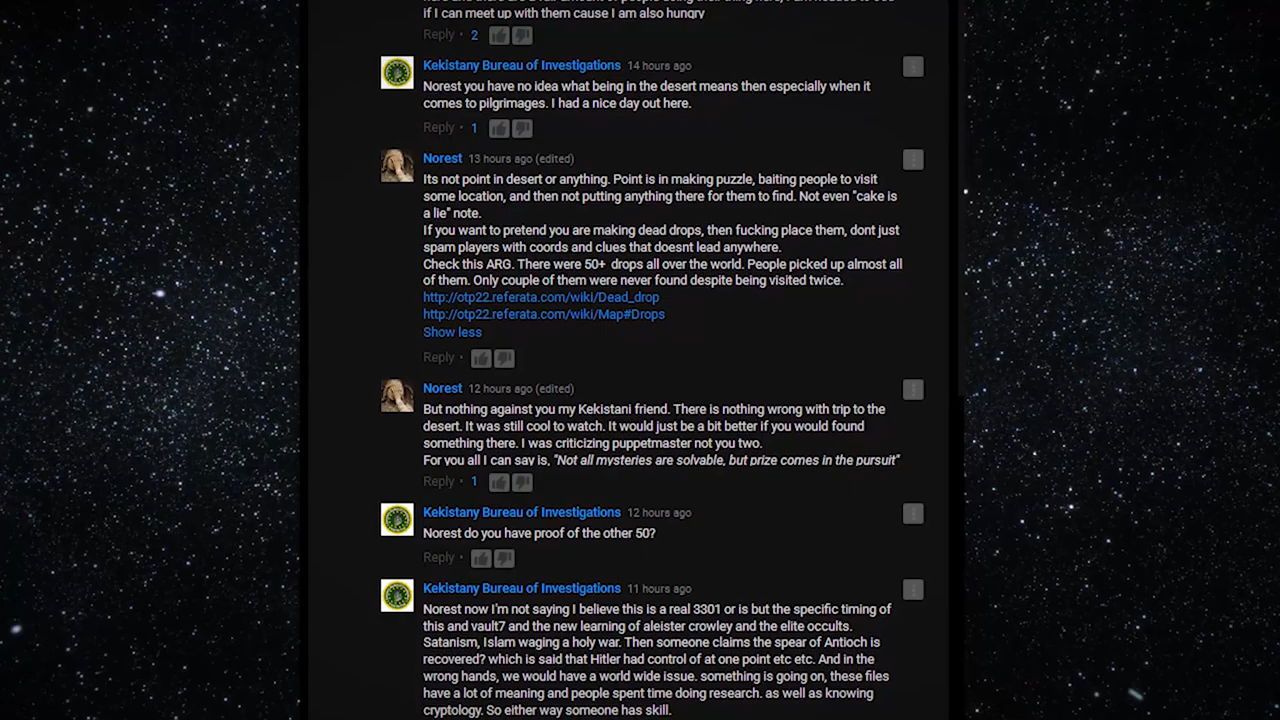 if I can meet up with them cause I am also hungry
Reply · 2
Kekistany Bureau of Investigations 14 hours ago
Norest you have no idea what being in the desert means then especially when it
comes to pilgrimages. I had a nice day out here.
Reply · 1
Norest 13 hours ago (edited)
Its not point in desert or anything. Point is in making puzzle, baiting people to visit
some location, and then not putting anything there for them to find. Not even "cake is
a lie" note.
If you want to pretend you are making dead drops, then fucking place them, dont just
spam players with coords and clues that doesnt lead anywhere.
Check this ARG. There were 50+ drops all over the world. People picked up almost all
of them. Only couple of them were never found despite being visited twice.
http://otp22.referata.com/wiki/Dead_drop
http://otp22.referata.com/wiki/Map#Drops
Show less
Reply ·
Norest 12 hours ago (edited)
But nothing against you my Kekistani friend. There is nothing wrong with trip to the
desert. It was still cool to watch. It would just be a bit better if you would found
something there. I was criticizing puppetmaster not you two.
For you all I can say is, "Not all mysteries are solvable, but prize comes in the pursuit"
Reply · 1
Kekistany Bureau of Investigations 12 hours ago
Norest do you have proof of the other 50?
Reply ·
Kekistany Bureau of Investigations 11 hours ago
Norest now I'm not saying I believe this is a real 3301 or is but the specific timing of
this and vault7 and the new learning of aleister crowley and the elite occults.
Satanism, Islam waging a holy war. Then someone claims the spear of Antioch is
recovered? which is said that Hitler had control of at one point etc etc. And in the
wrong hands, we would have a world wide issue. something is going on, these files
have a lot of meaning and people spent time doing research. as well as knowing
cryptology. So either way someone has skill.